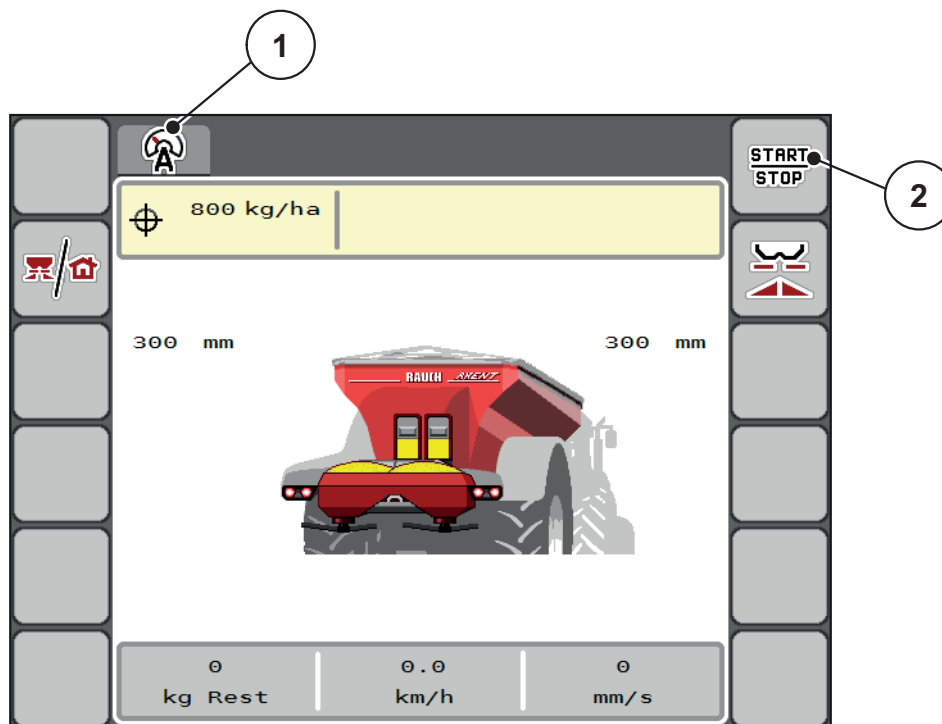 1
A
START
STOP
2
800 kg/ha
300 mm
300 mm
RAUCH AXENT
0
kg Rest
0.0
km/h
0
mm/s